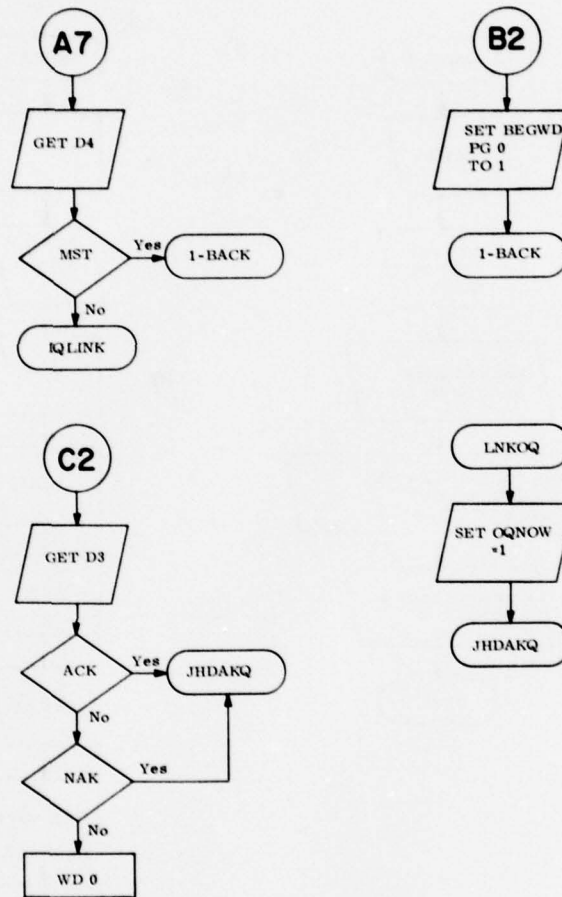 A7
GET D4
MST
Yes
1-BACK
No
IQLINK
B2
SET BEGWD
PG 0
TO 1
1-BACK
C2
GET D3
ACK
Yes
JHDAKQ
No
NAK
Yes
No
WD 0
LNKOQ
SET OQNOW
=1
JHDAKQ